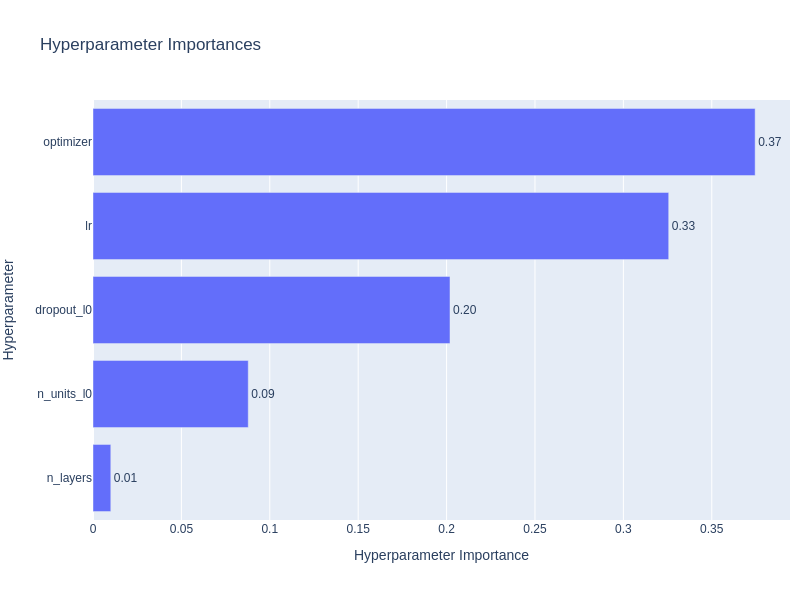 Hyperparameter Importances
optimizer
0.37
lr
0.33
dropout_l0
0.20
n_units_l0
0.09
n_layers
0.01
0
0.05
0.1
0.15
0.2
0.25
0.3
0.35
Hyperparameter Importance
Hyperparameter